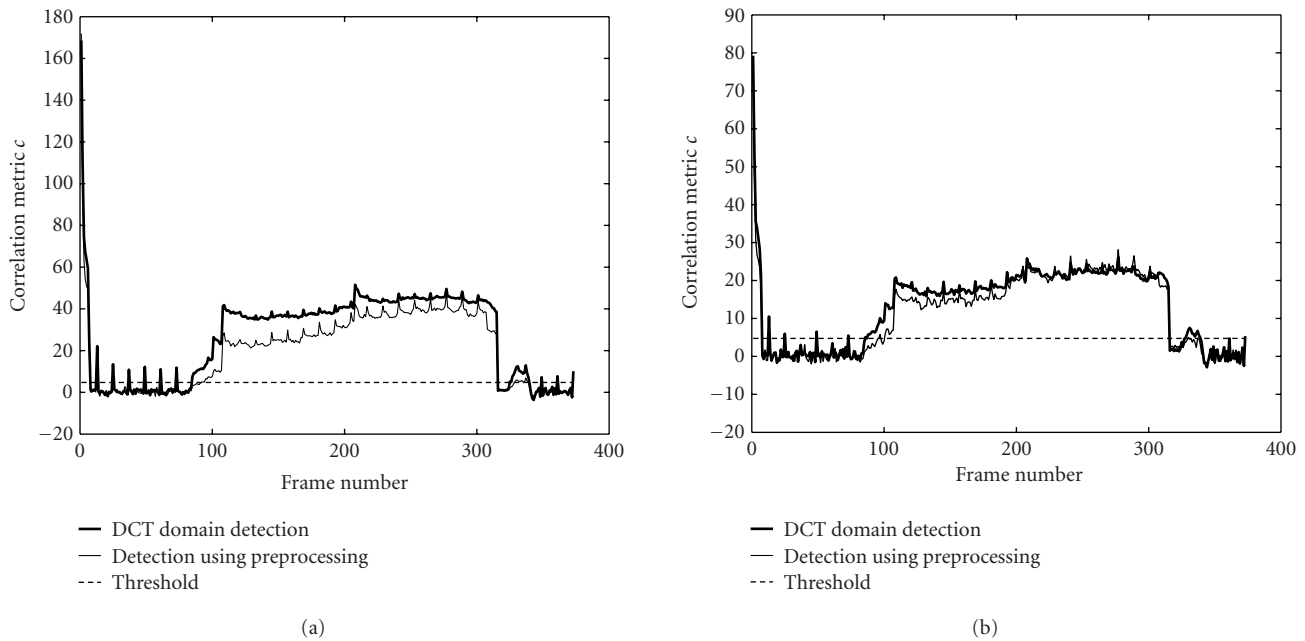 180
160
140
120
100
80
60
40
20
0
−20
0 100 200 300 400
Correlation metric c
Frame number
DCT domain detection
Detection using preprocessing
Threshold
(a)
90
80
70
60
50
40
30
20
10
0
−10
−20
0 100 200 300 400
Correlation metric c
Frame number
DCT domain detection
Detection using preprocessing
Threshold
(b)